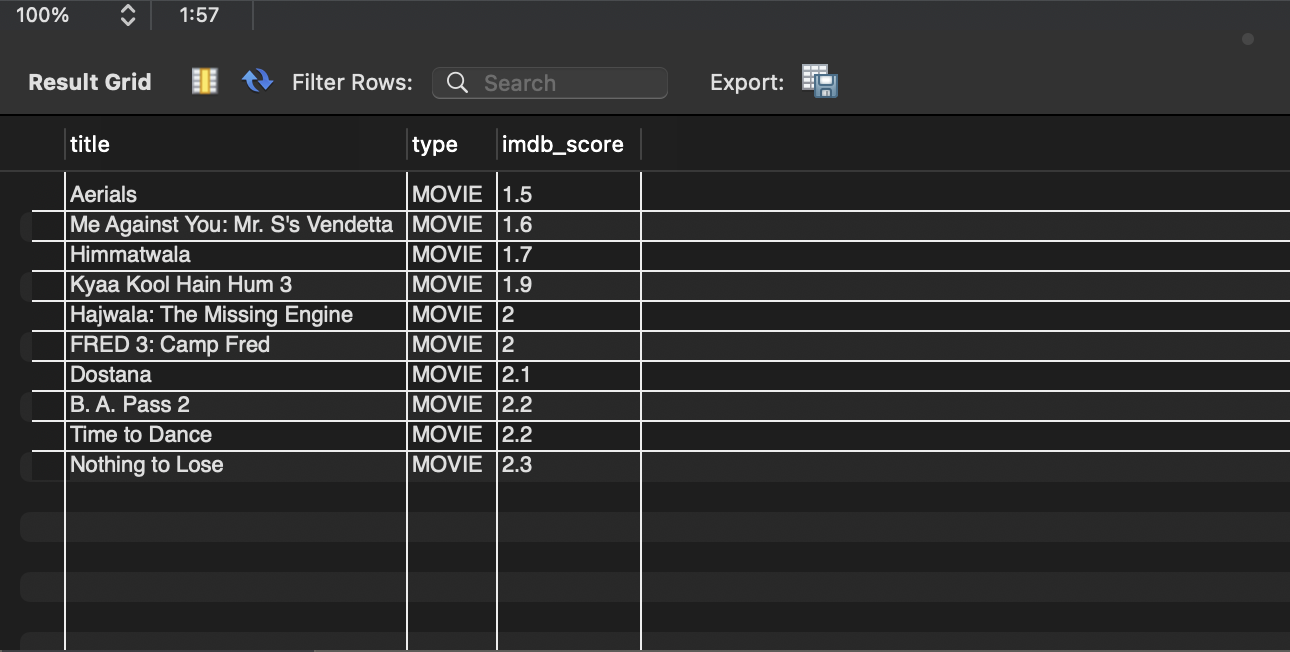 100% 1:57
Result Grid Filter Rows: Search Export:
title type imdb_score
Aerials MOVIE 1.5
Me Against You: Mr. S's Vendetta MOVIE 1.6
Himmatwala MOVIE 1.7
Kyaa Kool Hain Hum 3 MOVIE 1.9
Hajwala: The Missing Engine MOVIE 2
FRED 3: Camp Fred MOVIE 2
Dostana MOVIE 2.1
B. A. Pass 2 MOVIE 2.2
Time to Dance MOVIE 2.2
Nothing to Lose MOVIE 2.3